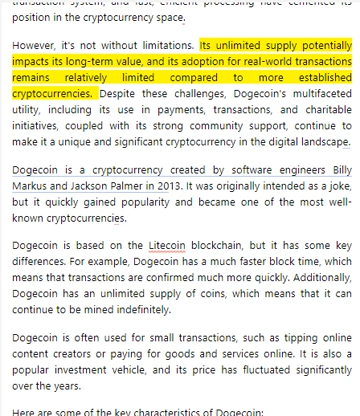 transaction system, and fast, efficient processing have cemented its
position in the cryptocurrency space.
However, it's not without limitations. Its unlimited supply potentially
impacts its long-term value, and its adoption for real-world transactions
remains relatively limited compared to more established
cryptocurrencies. Despite these challenges, Dogecoin's multifaceted
utility, including its use in payments, transactions, and charitable
initiatives, coupled with its strong community support, continue to
make it a unique and significant cryptocurrency in the digital landscape.
Dogecoin is a cryptocurrency created by software engineers Billy
Markus and Jackson Palmer in 2013. It was originally intended as a joke,
but it quickly gained popularity and became one of the most well-
known cryptocurrencies.
Dogecoin is based on the Litecoin blockchain, but it has some key
differences. For example, Dogecoin has a much faster block time, which
means that transactions are confirmed much more quickly. Additionally,
Dogecoin has an unlimited supply of coins, which means that it can
continue to be mined indefinitely.
Dogecoin is often used for small transactions, such as tipping online
content creators or paying for goods and services online. It is also a
popular investment vehicle, and its price has fluctuated significantly
over the years.
Here are some of the key characteristics of Dogecoin: